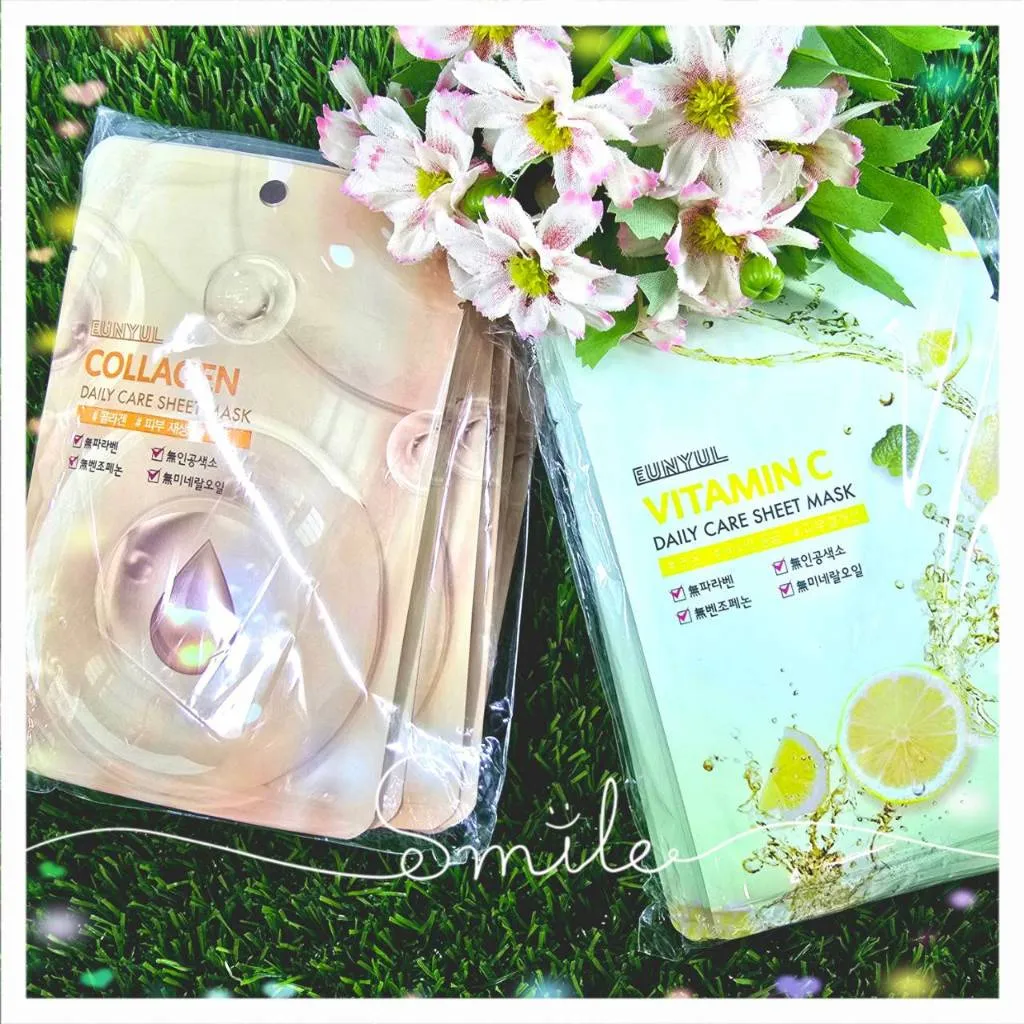 EUNYUL
COLLAGEN
DAILY CARE SHEET MASK
#콜라겐 #피부
☑無파라벤 ☑無인공색소
☑無벤조페논 ☑無미네랄오일
EUNYUL
VITAMIN C
DAILY CARE SHEET MASK
☑無파라벤 ☑無인공색소
☑無벤조페논 ☑無미네랄오일
Smile